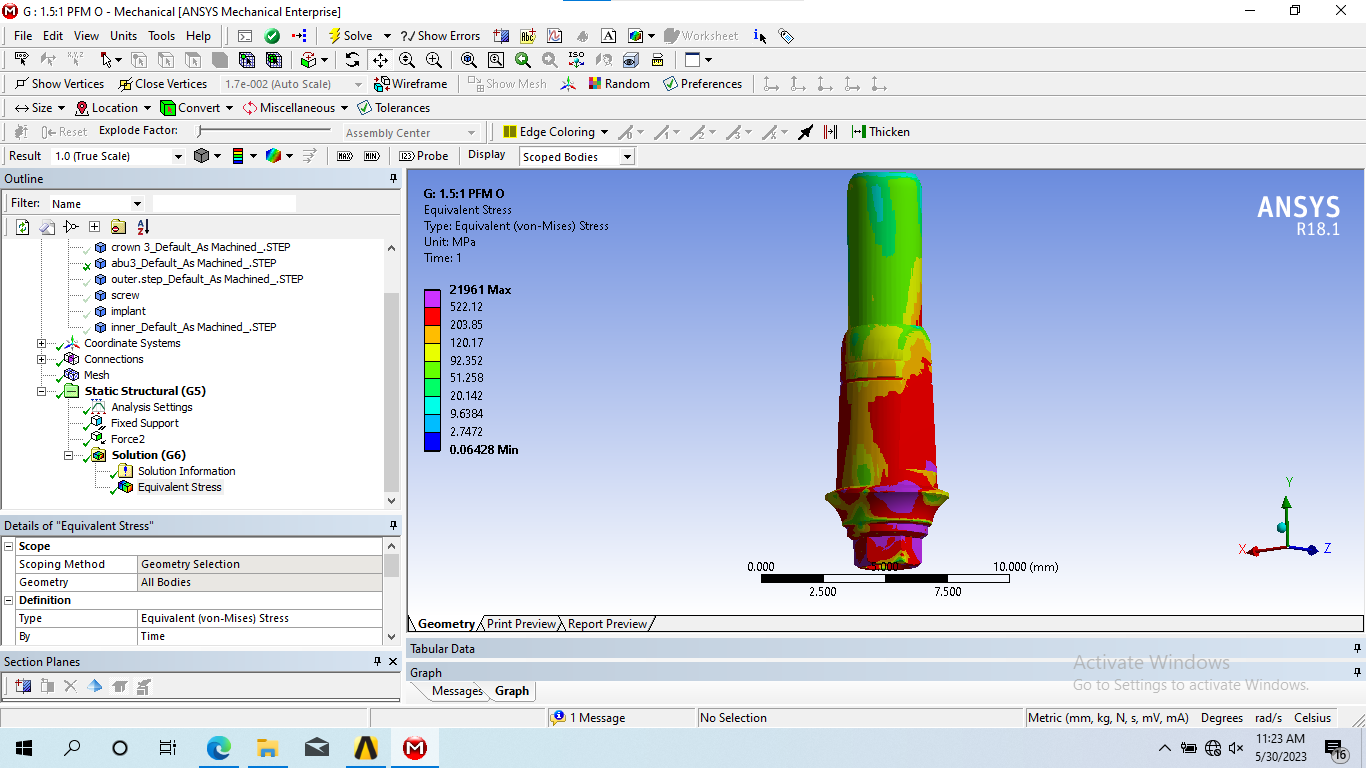 G : 1.5:1 PFM O - Mechanical [ANSYS Mechanical Enterprise]
File Edit View Units Tools Help Solve ?/ Show Errors Worksheet
Show Vertices Close Vertices 1.7e-002 (Auto Scale) Wireframe Show Mesh Random Preferences
Size Location Convert Miscellaneous Tolerances
Reset Explode Factor: Assembly Center Edge Coloring Thicken
Result 1.0 (True Scale) MAX MIN 123 Probe Display Scoped Bodies
Outline
Filter: Name
crown 3_Default_As Machined_.STEP
abu3_Default_As Machined_.STEP
outer.step_Default_As Machined_.STEP
screw
implant
inner_Default_As Machined_.STEP
Coordinate Systems
Connections
Mesh
Static Structural (G5)
Analysis Settings
Fixed Support
Force2
Solution (G6)
Solution Information
Equivalent Stress
Details of "Equivalent Stress"
Scope
Scoping Method Geometry Selection
Geometry All Bodies
Definition
Type Equivalent (von-Mises) Stress
By Time
Section Planes
G: 1.5:1 PFM O
Equivalent Stress
Type: Equivalent (von-Mises) Stress
Unit: MPa
Time: 1
21961 Max
522.12
203.85
120.17
92.352
51.258
20.142
9.6384
2.7472
0.06428 Min
ANSYS
R18.1
Y
X
Z
0.000 10.000 (mm)
2.500 7.500
Geometry Print Preview Report Preview
Tabular Data
Graph
Messages Graph
Activate Windows
Go to Settings to activate Windows.
1 Message No Selection Metric (mm, kg, N, s, mV, mA) Degrees rad/s Celsius
11:23 AM
5/30/2023
16